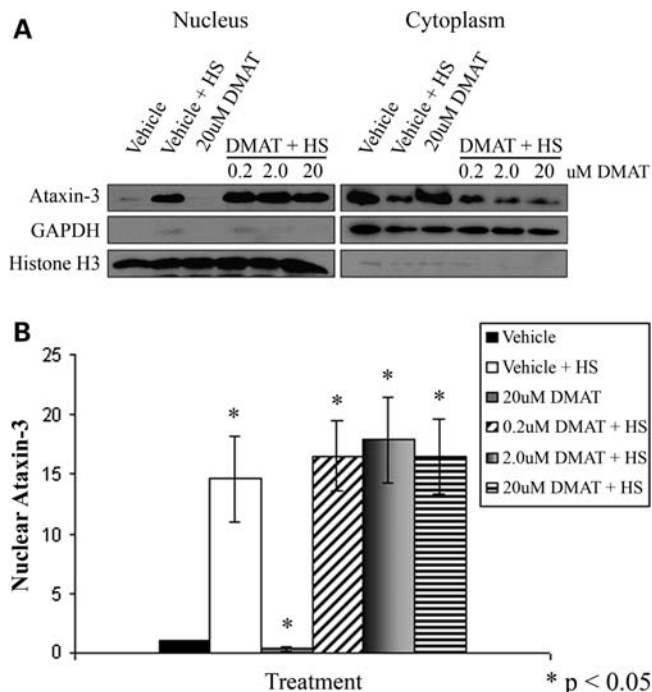 A
Nucleus
Cytoplasm
Vehicle
Vehicle + HS
20uM DMAT
DMAT + HS
0.2 2.0 20
Vehicle
Vehicle + HS
20uM DMAT
DMAT + HS
0.2 2.0 20 uM DMAT
Ataxin-3
GAPDH
Histone H3
B
Nuclear Ataxin-3
25
20
15
10
5
0
*
*
*
*
*
Treatment
Vehicle
Vehicle + HS
20uM DMAT
0.2uM DMAT + HS
2.0uM DMAT + HS
20uM DMAT + HS
* p < 0.05